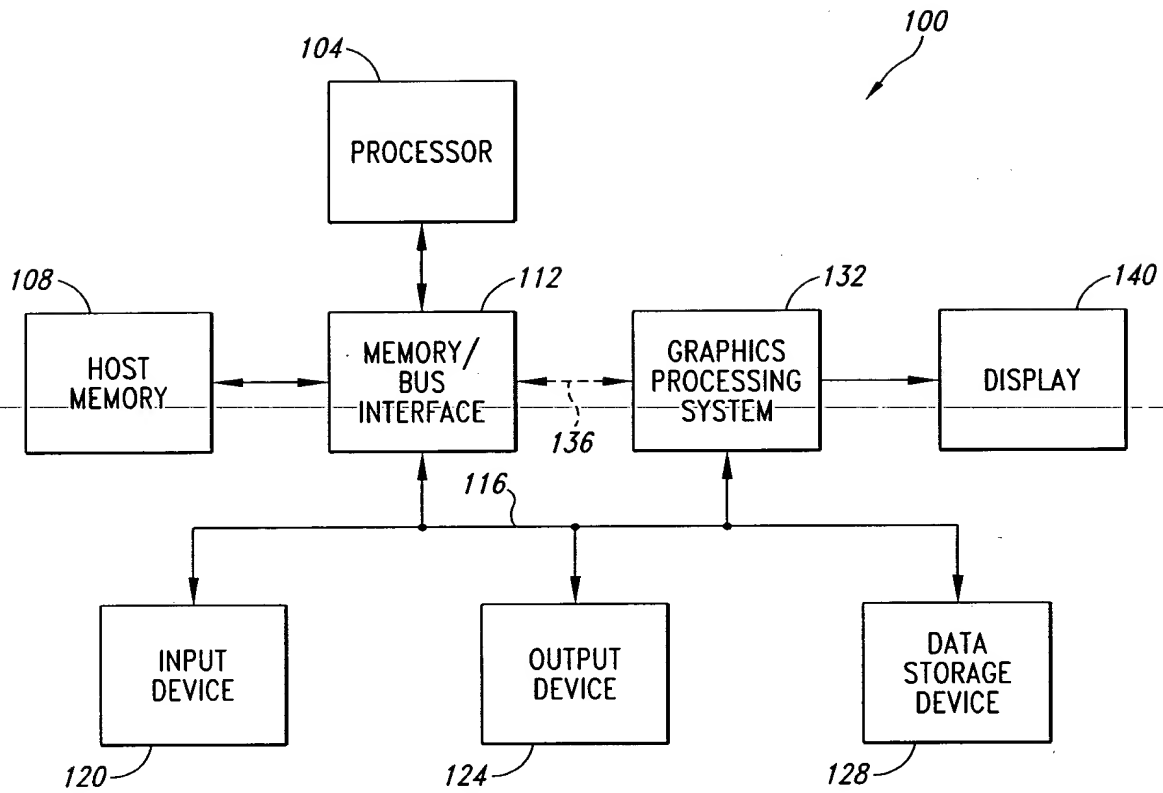 100
104
PROCESSOR
108
HOST
MEMORY
112
MEMORY/
BUS
INTERFACE
136
132
GRAPHICS
PROCESSING
SYSTEM
140
DISPLAY
116
INPUT
DEVICE
120
OUTPUT
DEVICE
124
DATA
STORAGE
DEVICE
128